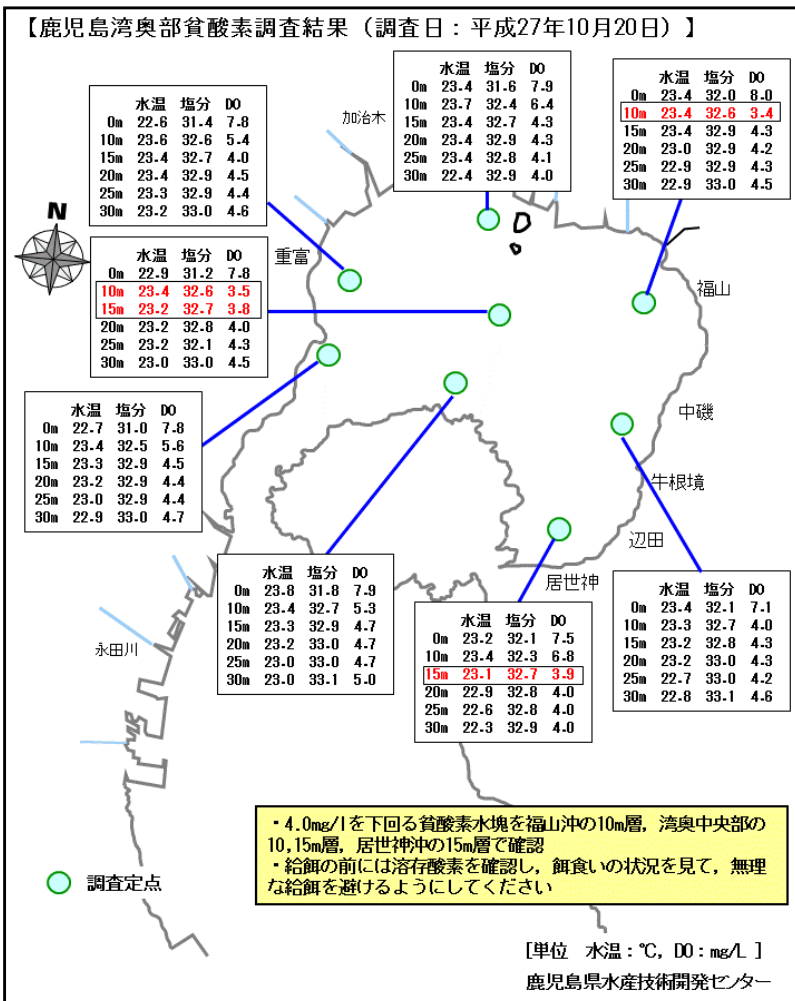 【鹿児島湾奥部貧酸素調査結果（調査日：平成27年10月20日）】
水温 塩分 DO
0m 22.6 31.4 7.8
10m 23.6 32.6 5.4
15m 23.4 32.7 4.0
20m 23.4 32.9 4.5
25m 23.3 32.9 4.4
30m 23.2 33.0 4.6
加治木
水温 塩分 DO
0m 23.4 31.6 7.9
10m 23.7 32.4 6.4
15m 23.4 32.7 4.3
20m 23.4 32.9 4.3
25m 23.4 32.8 4.1
30m 22.4 32.9 4.0
水温 塩分 DO
0m 23.4 32.0 8.0
10m 23.4 32.6 3.4
15m 23.4 32.9 4.3
20m 23.0 32.9 4.2
25m 22.9 32.9 4.3
30m 22.9 33.0 4.5
N
重富
福山
水温 塩分 DO
0m 22.9 31.2 7.8
10m 23.4 32.6 3.5
15m 23.2 32.7 3.8
20m 23.2 32.8 4.0
25m 23.2 32.1 4.3
30m 23.0 33.0 4.5
中磯
水温 塩分 DO
0m 22.7 31.0 7.8
10m 23.4 32.5 5.6
15m 23.3 32.9 4.5
20m 23.2 32.9 4.4
25m 23.0 32.9 4.4
30m 22.9 33.0 4.7
牛根境
辺田
居世神
永田川
水温 塩分 DO
0m 23.8 31.8 7.9
10m 23.4 32.7 5.3
15m 23.3 32.9 4.7
20m 23.2 33.0 4.7
25m 23.0 33.0 4.7
30m 23.0 33.1 5.0
水温 塩分 DO
0m 23.2 32.1 7.5
10m 23.4 32.3 6.8
15m 23.1 32.7 3.9
20m 22.9 32.8 4.0
25m 22.6 32.8 4.0
30m 22.3 32.9 4.0
水温 塩分 DO
0m 23.4 32.1 7.1
10m 23.3 32.7 4.0
15m 23.2 32.8 4.3
20m 23.2 33.0 4.3
25m 22.7 33.0 4.2
30m 22.8 33.1 4.6
・4.0mg/lを下回る貧酸素水塊を福山沖の10m層，湾奥中央部の
10,15m層，居世神沖の15m層で確認
・給餌の前には溶存酸素を確認し，餌食いの状況を見て，無理
な給餌を避けるようにしてください
調査定点
[単位 水温：℃, DO：mg/L ]
鹿児島県水産技術開発センター